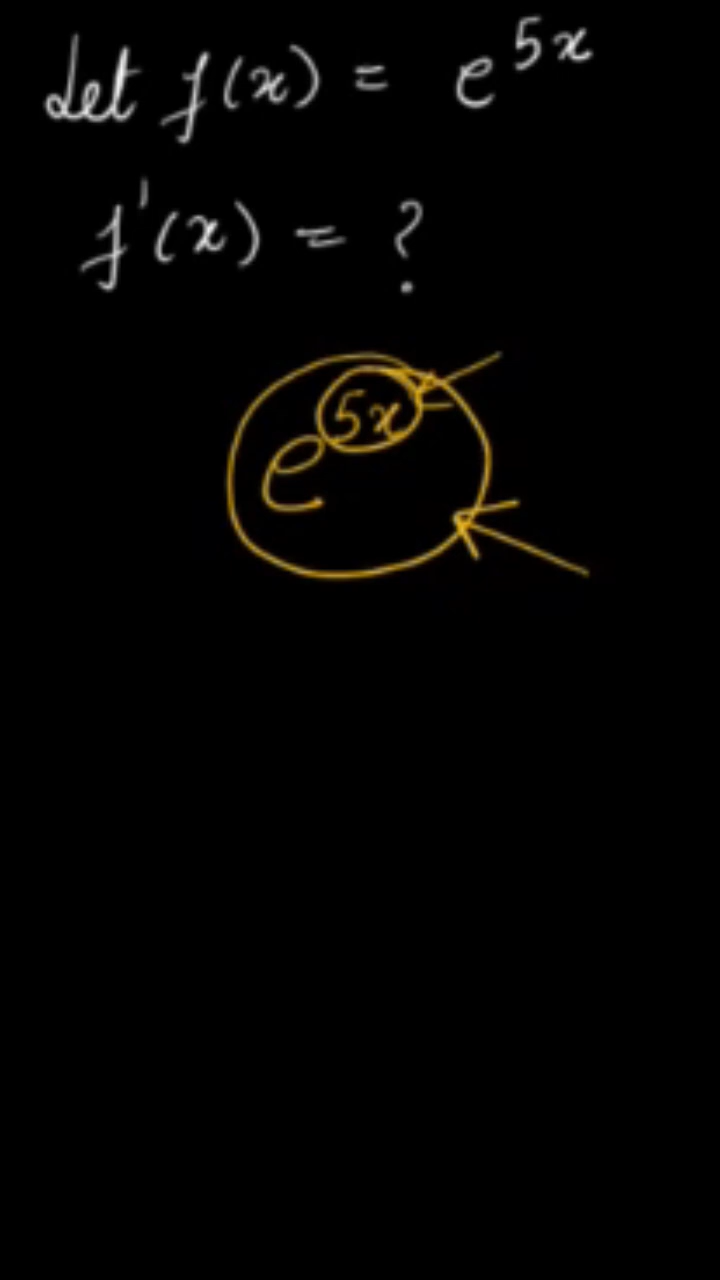 Let f(x) = e^{5x}
f'(x) = ?
e^{5x}